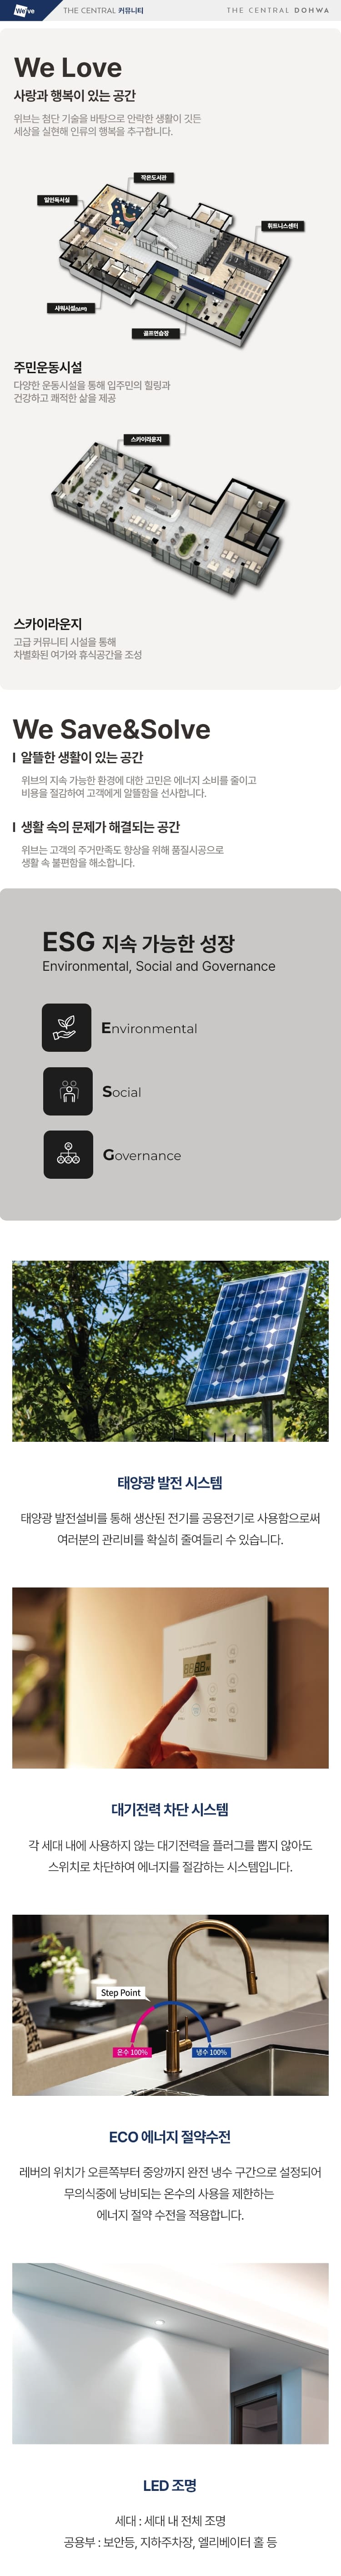 We've
THE CENTRAL 커뮤니티
THE CENTRAL DOHWA
We Love
사랑과 행복이 있는 공간
위브는 첨단 기술을 바탕으로 안락한 생활이 깃든
세상을 실현해 인류의 행복을 추구합니다.
작은도서관
일인독서실
휘트니스센터
샤워시설(남/여)
골프연습장
주민운동시설
다양한 운동시설을 통해 입주민의 힐링과
건강하고 쾌적한 삶을 제공
스카이라운지
스카이라운지
고급 커뮤니티 시설을 통해
차별화된 여가와 휴식공간을 조성
We Save&Solve
알뜰한 생활이 있는 공간
위브의 지속 가능한 환경에 대한 고민은 에너지 소비를 줄이고
비용을 절감하여 고객에게 알뜰함을 선사합니다.
생활 속의 문제가 해결되는 공간
위브는 고객의 주거만족도 향상을 위해 품질시공으로
생활 속 불편함을 해소합니다.
ESG 지속 가능한 성장
Environmental, Social and Governance
Environmental
Social
Governance
태양광 발전 시스템
태양광 발전설비를 통해 생산된 전기를 공용전기로 사용함으로써
여러분의 관리비를 확실히 줄여들리 수 있습니다.
대기전력 차단 시스템
각 세대 내에 사용하지 않는 대기전력을 플러그를 뽑지 않아도
스위치로 차단하여 에너지를 절감하는 시스템입니다.
Step Point
온수 100%
냉수 100%
ECO 에너지 절약수전
레버의 위치가 오른쪽부터 중앙까지 완전 냉수 구간으로 설정되어
무의식중에 낭비되는 온수의 사용을 제한하는
에너지 절약 수전을 적용합니다.
LED 조명
세대 : 세대 내 전체 조명
공용부 : 보안등, 지하주차장, 엘리베이터 홀 등